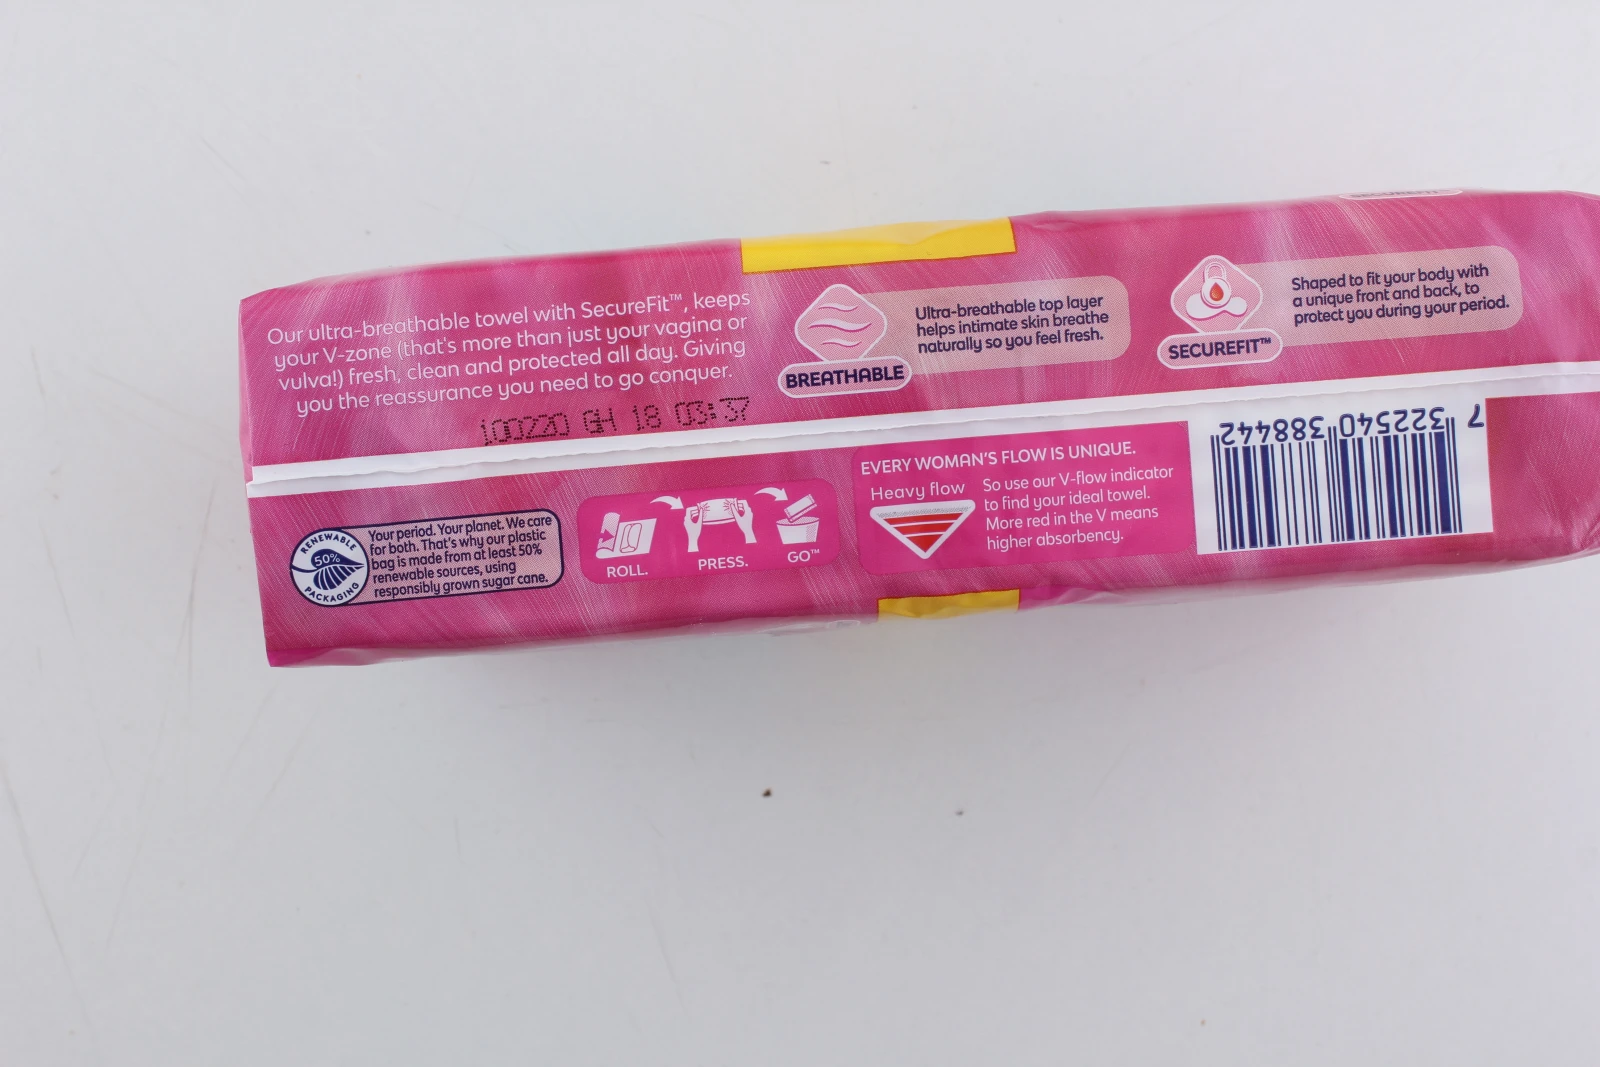 Our ultra-breathable towel with SecureFit™, keeps
your V-zone (that's more than just your vagina or
vulva!) fresh, clean and protected all day. Giving
you the reassurance you need to go conquer.
100220 GH 18 03:37
BREATHABLE
Ultra-breathable top layer
helps intimate skin breathe
naturally so you feel fresh.
SECUREFIT™
Shaped to fit your body with
a unique front and back, to
protect you during your period.
RENEWABLE
50%
PACKAGING
Your period. Your planet. We care
for both. That's why our plastic
bag is made from at least 50%
renewable sources, using
responsibly grown sugar cane.
ROLL.
PRESS.
GO™
EVERY WOMAN'S FLOW IS UNIQUE.
Heavy flow
So use our V-flow indicator
to find your ideal towel.
More red in the V means
higher absorbency.
7 322540 388442